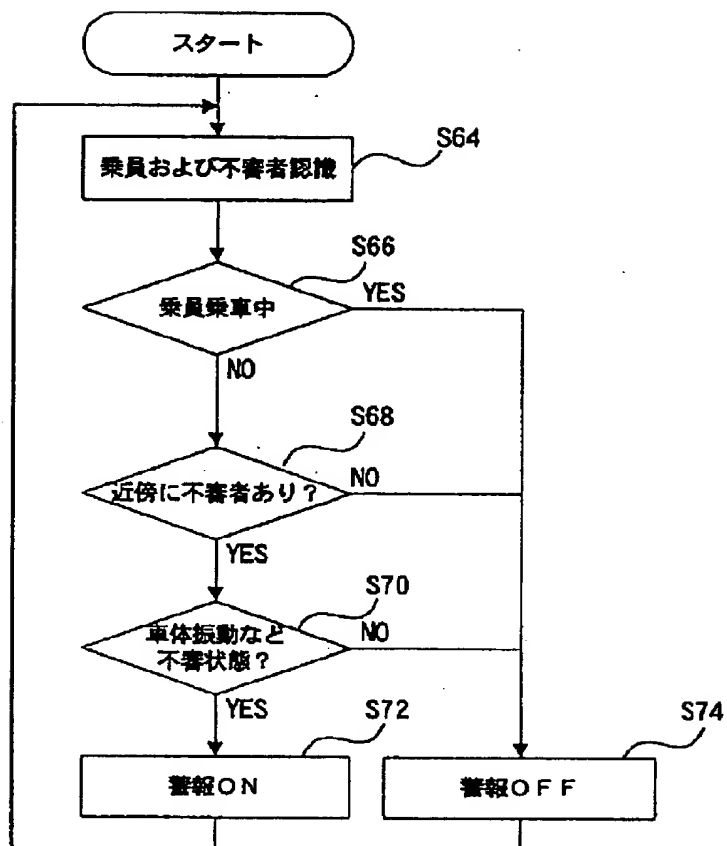 スタート
S64
乗員および不審者認識
S66
乗員乗車中
YES
NO
S68
近傍に不審者あり？
NO
YES
S70
車体振動など
不審状態？
NO
YES
S72
S74
警報ON
警報OFF